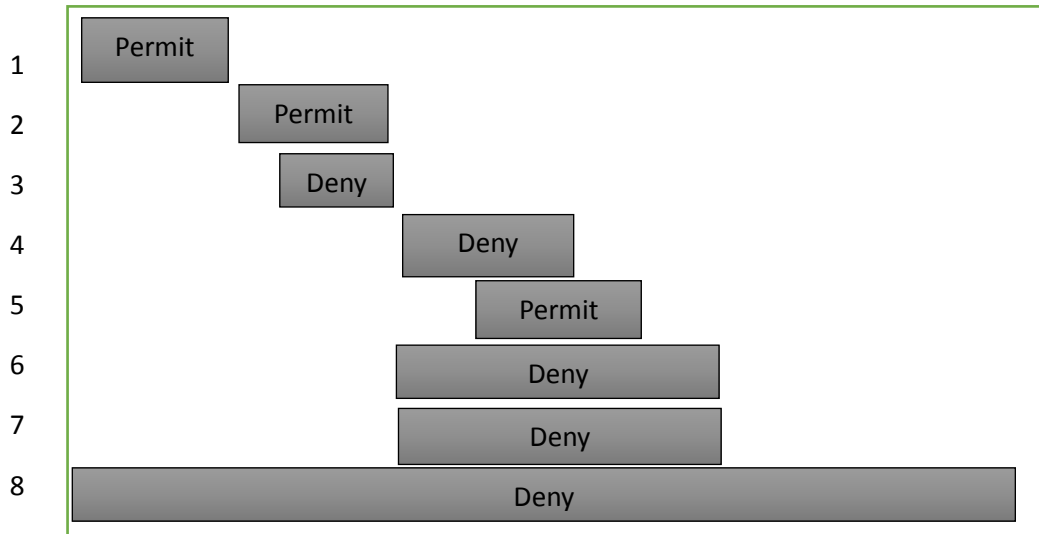 1 Permit
2 Permit
3 Deny
4 Deny
5 Permit
6 Deny
7 Deny
8 Deny